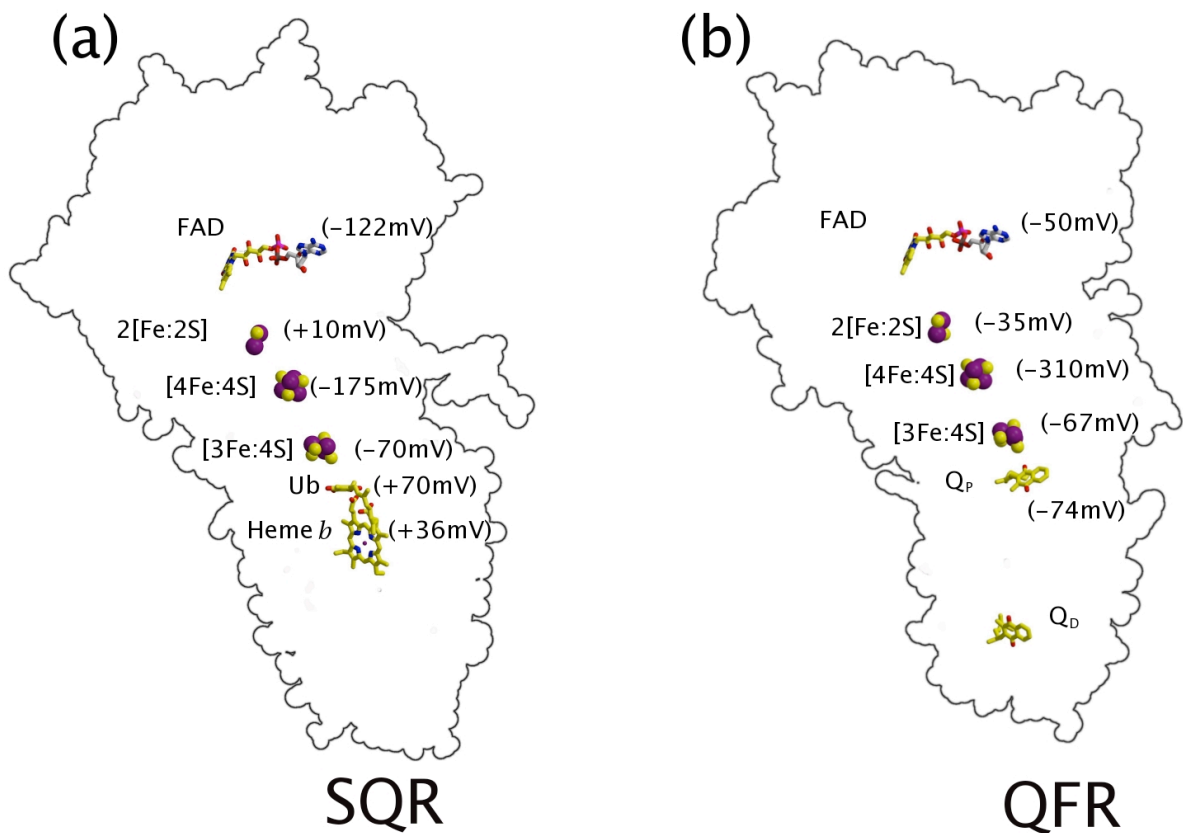 (a)
FAD (−122mV)
2[Fe:2S] (+10mV)
[4Fe:4S] (−175mV)
[3Fe:4S] (−70mV)
Ub (+70mV)
Heme b (+36mV)
SQR
(b)
FAD (−50mV)
2[Fe:2S] (−35mV)
[4Fe:4S] (−310mV)
[3Fe:4S] (−67mV)
QP
(−74mV)
QD
QFR